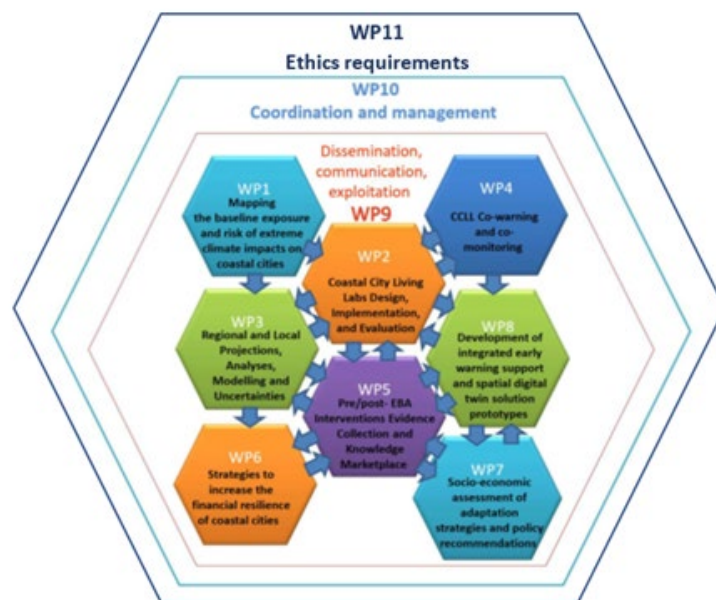 WP11
Ethics requirements
WP10
Coordination and management
Dissemination,
communication,
exploitation
WP9
WP1
Mapping
the baseline exposure
and risk of extreme
climate impacts on
coastal cities
WP4
CCLL Co-warning
and co-
monitoring
WP2
Coastal City Living
Labs Design,
Implementation,
and Evaluation
WP3
Regional and Local
Projections,
Analyses,
Modelling and
Uncertainties
WP8
Development of
integrated early
warning support
and spatial digital
twin solution
prototypes
WP5
Pre/post- EBA
Interventions Evidence
Collection and
Knowledge
Marketplace
WP6
Strategies to
increase the
financial resilience
of coastal cities
WP7
Socio-economic
assessment of
adaptation
strategies and policy
recommendations